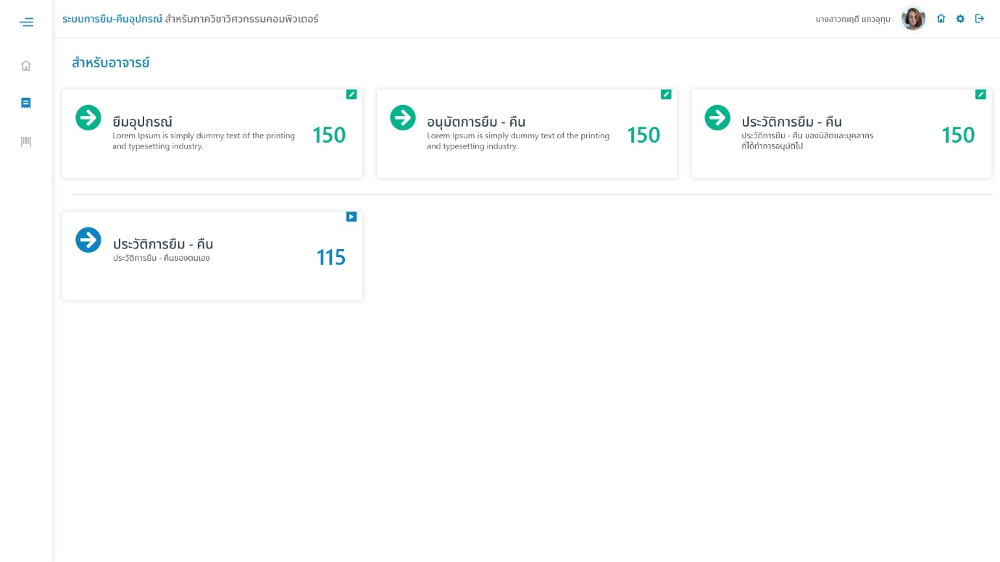 ระบบการยืม-คืนอุปกรณ์ สำหรับภาควิชาวิศวกรรมคอมพิวเตอร์
นางสาวณฤดี แถวอุทุม
สำหรับอาจารย์
ยืมอุปกรณ์
Lorem Ipsum is simply dummy text of the printing
and typesetting industry.
150
อนุมัตการยืม - คืน
Lorem Ipsum is simply dummy text of the printing
and typesetting industry.
150
ประวัติการยืม - คืน
ประวัติการยืม - คืน ของนิสิตและบุคลากร
ที่ได้ทำการอนุมัติไป
150
ประวัติการยืม - คืน
ประวัติการยืม - คืนของตนเอง
115